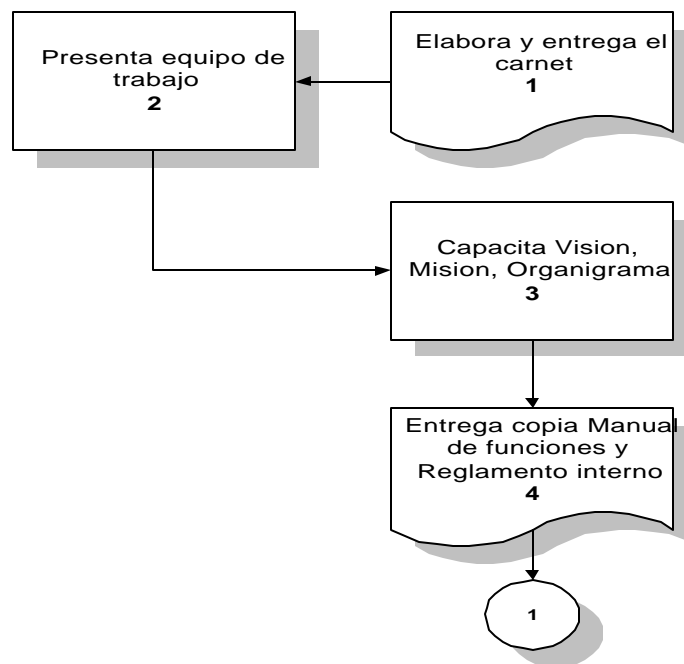 Presenta equipo de
trabajo
2
Elabora y entrega el
carnet
1
Capacita Vision,
Mision, Organigrama
3
Entrega copia Manual
de funciones y
Reglamento interno
4
1